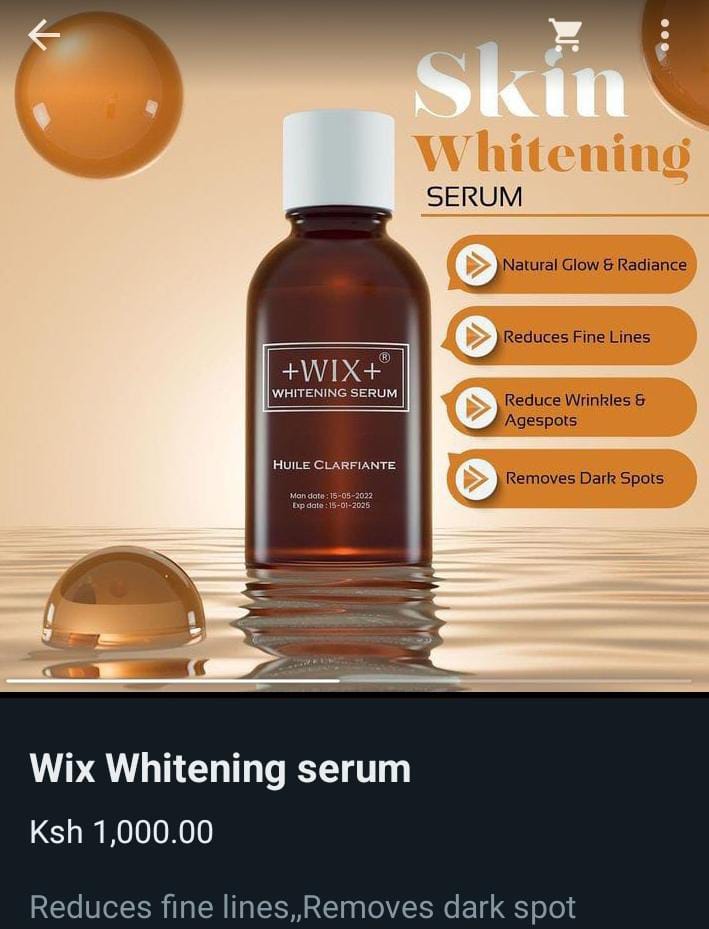 Skin
Whitening
SERUM
Natural Glow & Radiance
Reduces Fine Lines
Reduce Wrinkles &
Agespots
Removes Dark Spots
+WIX+®
WHITENING SERUM
HUILE CLARFIANTE
Man date : 15-05-2022
Exp date : 15-01-2025
Wix Whitening serum
Ksh 1,000.00
Reduces fine lines,,Removes dark spot